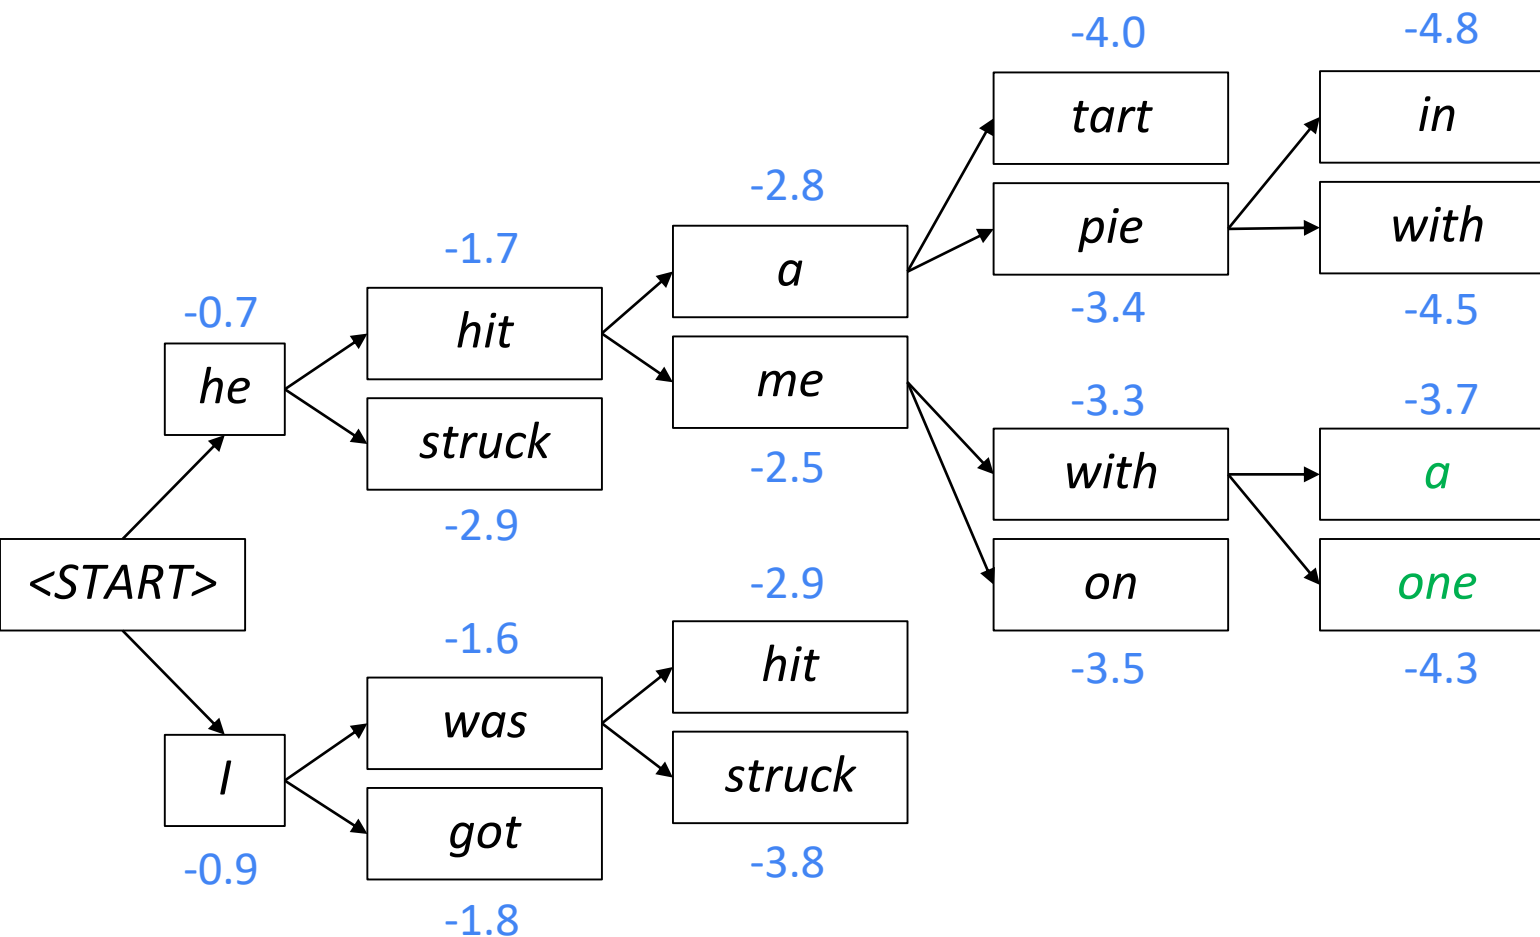 -4.0
-4.8
tart
in
-2.8
pie
with
-1.7
a
-3.4
-4.5
-0.7
hit
me
-3.3
-3.7
he
struck
-2.5
with
a
-2.9
-2.9
on
one
<START>
-1.6
hit
-3.5
-4.3
was
struck
I
got
-3.8
-0.9
-1.8